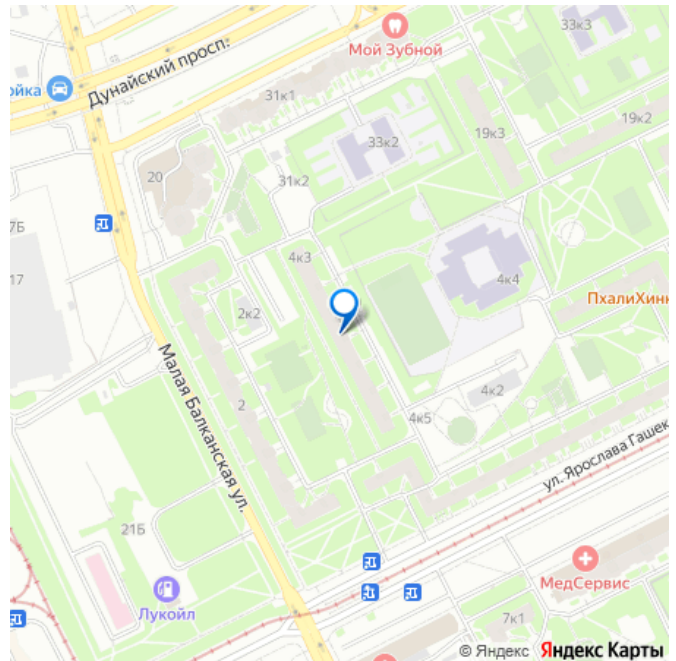 33к3
Мой Зубной
Дунайский просп.
ойка
31к1
19к2
19к3
33к2
20
31к2
7Б
4к3
17
4к4
ПхалиХинк
2к2
Малая Балканская ул.
4к2
2
4к5
ул. Ярослава Гашек
21Б
МедСервис
Лукойл
7к1
© Яндекс Яндекс Карты